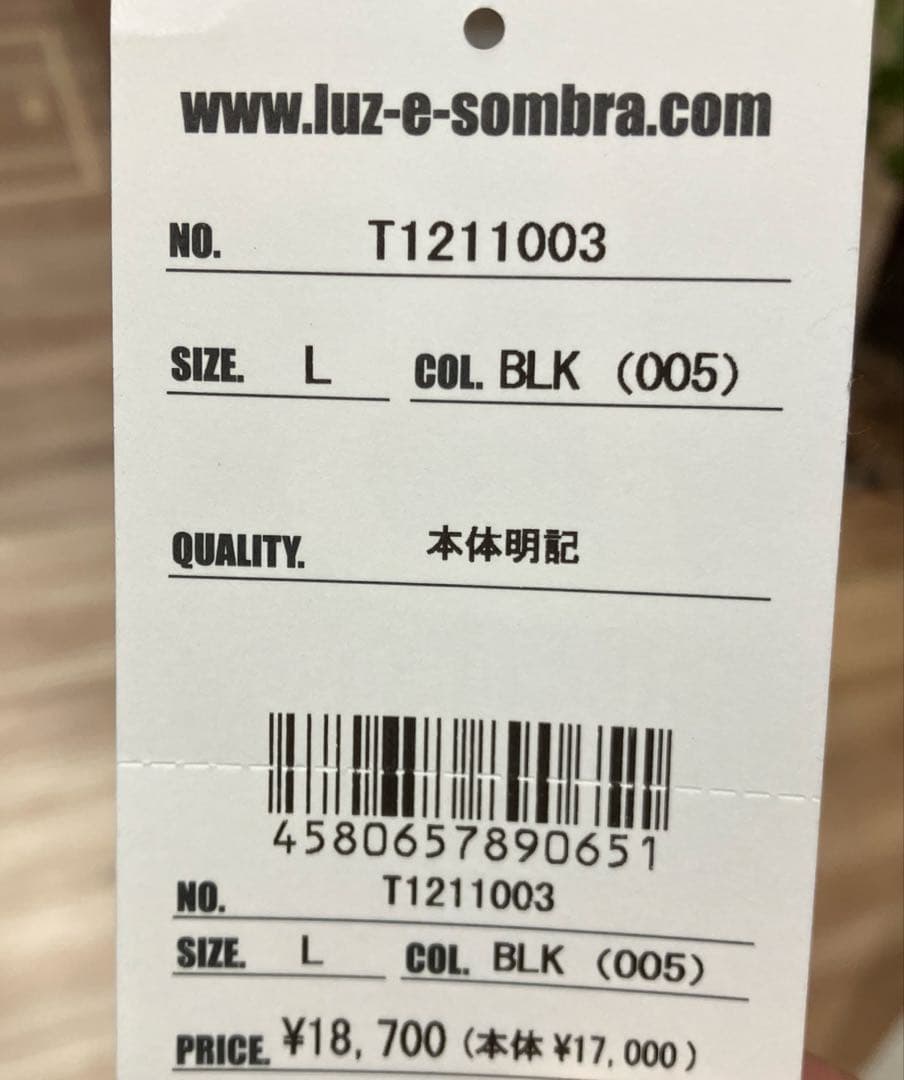 www.luz-e-sombra.com
NO. T1211003
SIZE. L COL. BLK (005)
QUALITY. 本体明記
4580657890651
NO. T1211003
SIZE. L COL. BLK (005)
PRICE. ¥18,700 (本体 ¥17,000)